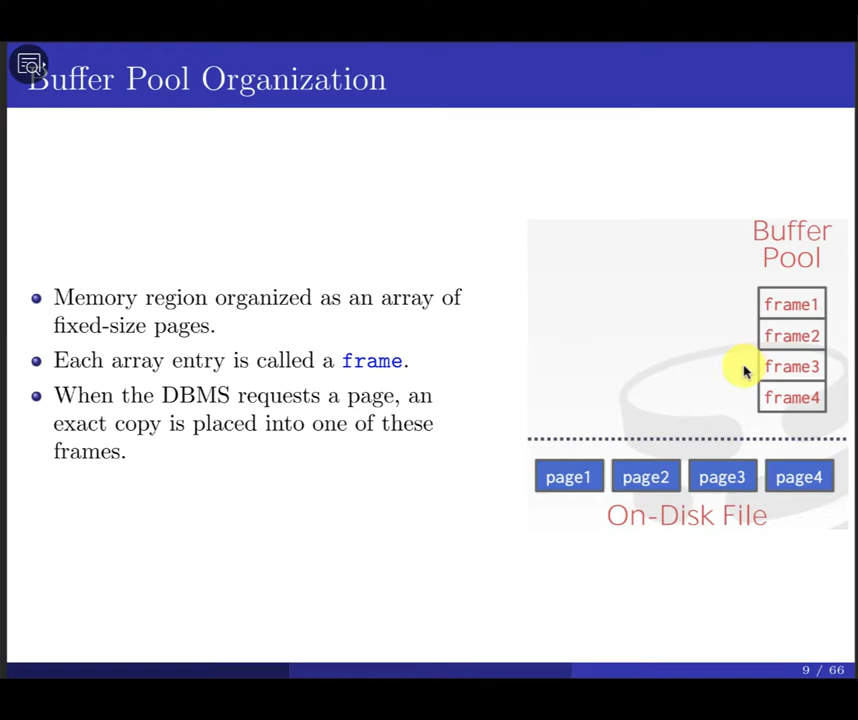 Buffer Pool Organization
Memory region organized as an array of
fixed-size pages.
Each array entry is called a frame.
When the DBMS requests a page, an
exact copy is placed into one of these
frames.
Buffer
Pool
frame1
frame2
frame3
frame4
page1 page2 page3 page4
On-Disk File
9 / 66